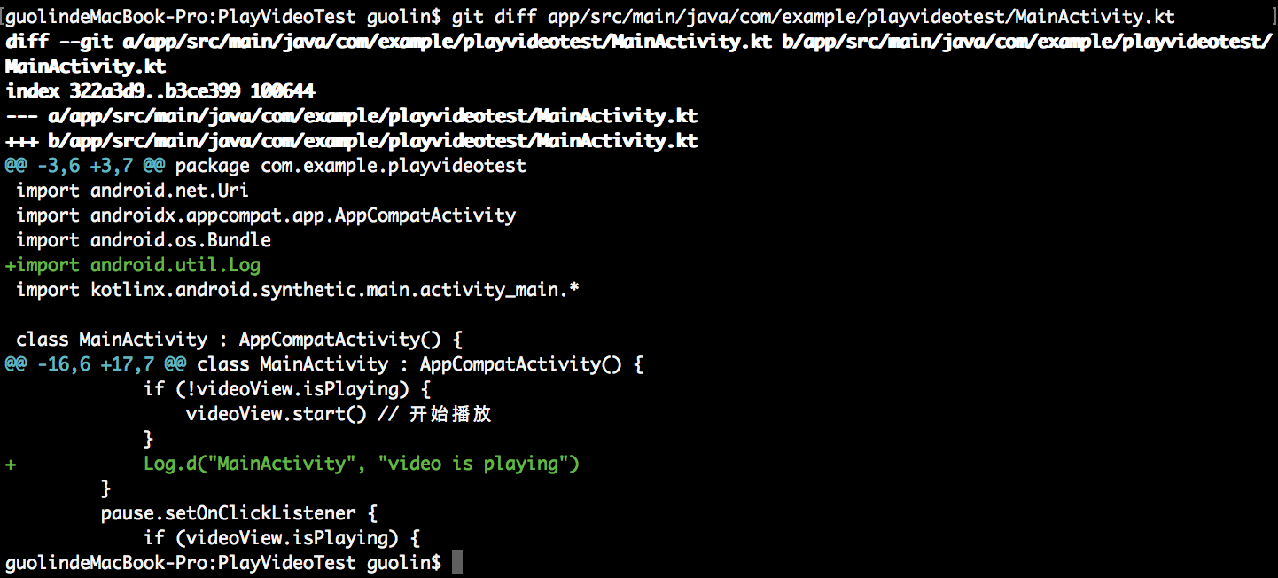 guolindeMacBook-Pro:PlayVideoTest guolin$ git diff app/src/main/java/com/example/playvideotest/MainActivity.kt
diff --git a/app/src/main/java/com/example/playvideotest/MainActivity.kt b/app/src/main/java/com/example/playvideotest/
MainActivity.kt
index 322a3d9..b3ce399 100644
--- a/app/src/main/java/com/example/playvideotest/MainActivity.kt
+++ b/app/src/main/java/com/example/playvideotest/MainActivity.kt
@@ -3,6 +3,7 @@ package com.example.playvideotest
 import android.net.Uri
 import androidx.appcompat.app.AppCompatActivity
 import android.os.Bundle
+import android.util.Log
 import kotlinx.android.synthetic.main.activity_main.*

 class MainActivity : AppCompatActivity() {
@@ -16,6 +17,7 @@ class MainActivity : AppCompatActivity() {
             if (!videoView.isPlaying) {
                 videoView.start() // 开始播放
             }
+            Log.d("MainActivity", "video is playing")
         }
         pause.setOnClickListener {
             if (videoView.isPlaying) {
guolindeMacBook-Pro:PlayVideoTest guolin$